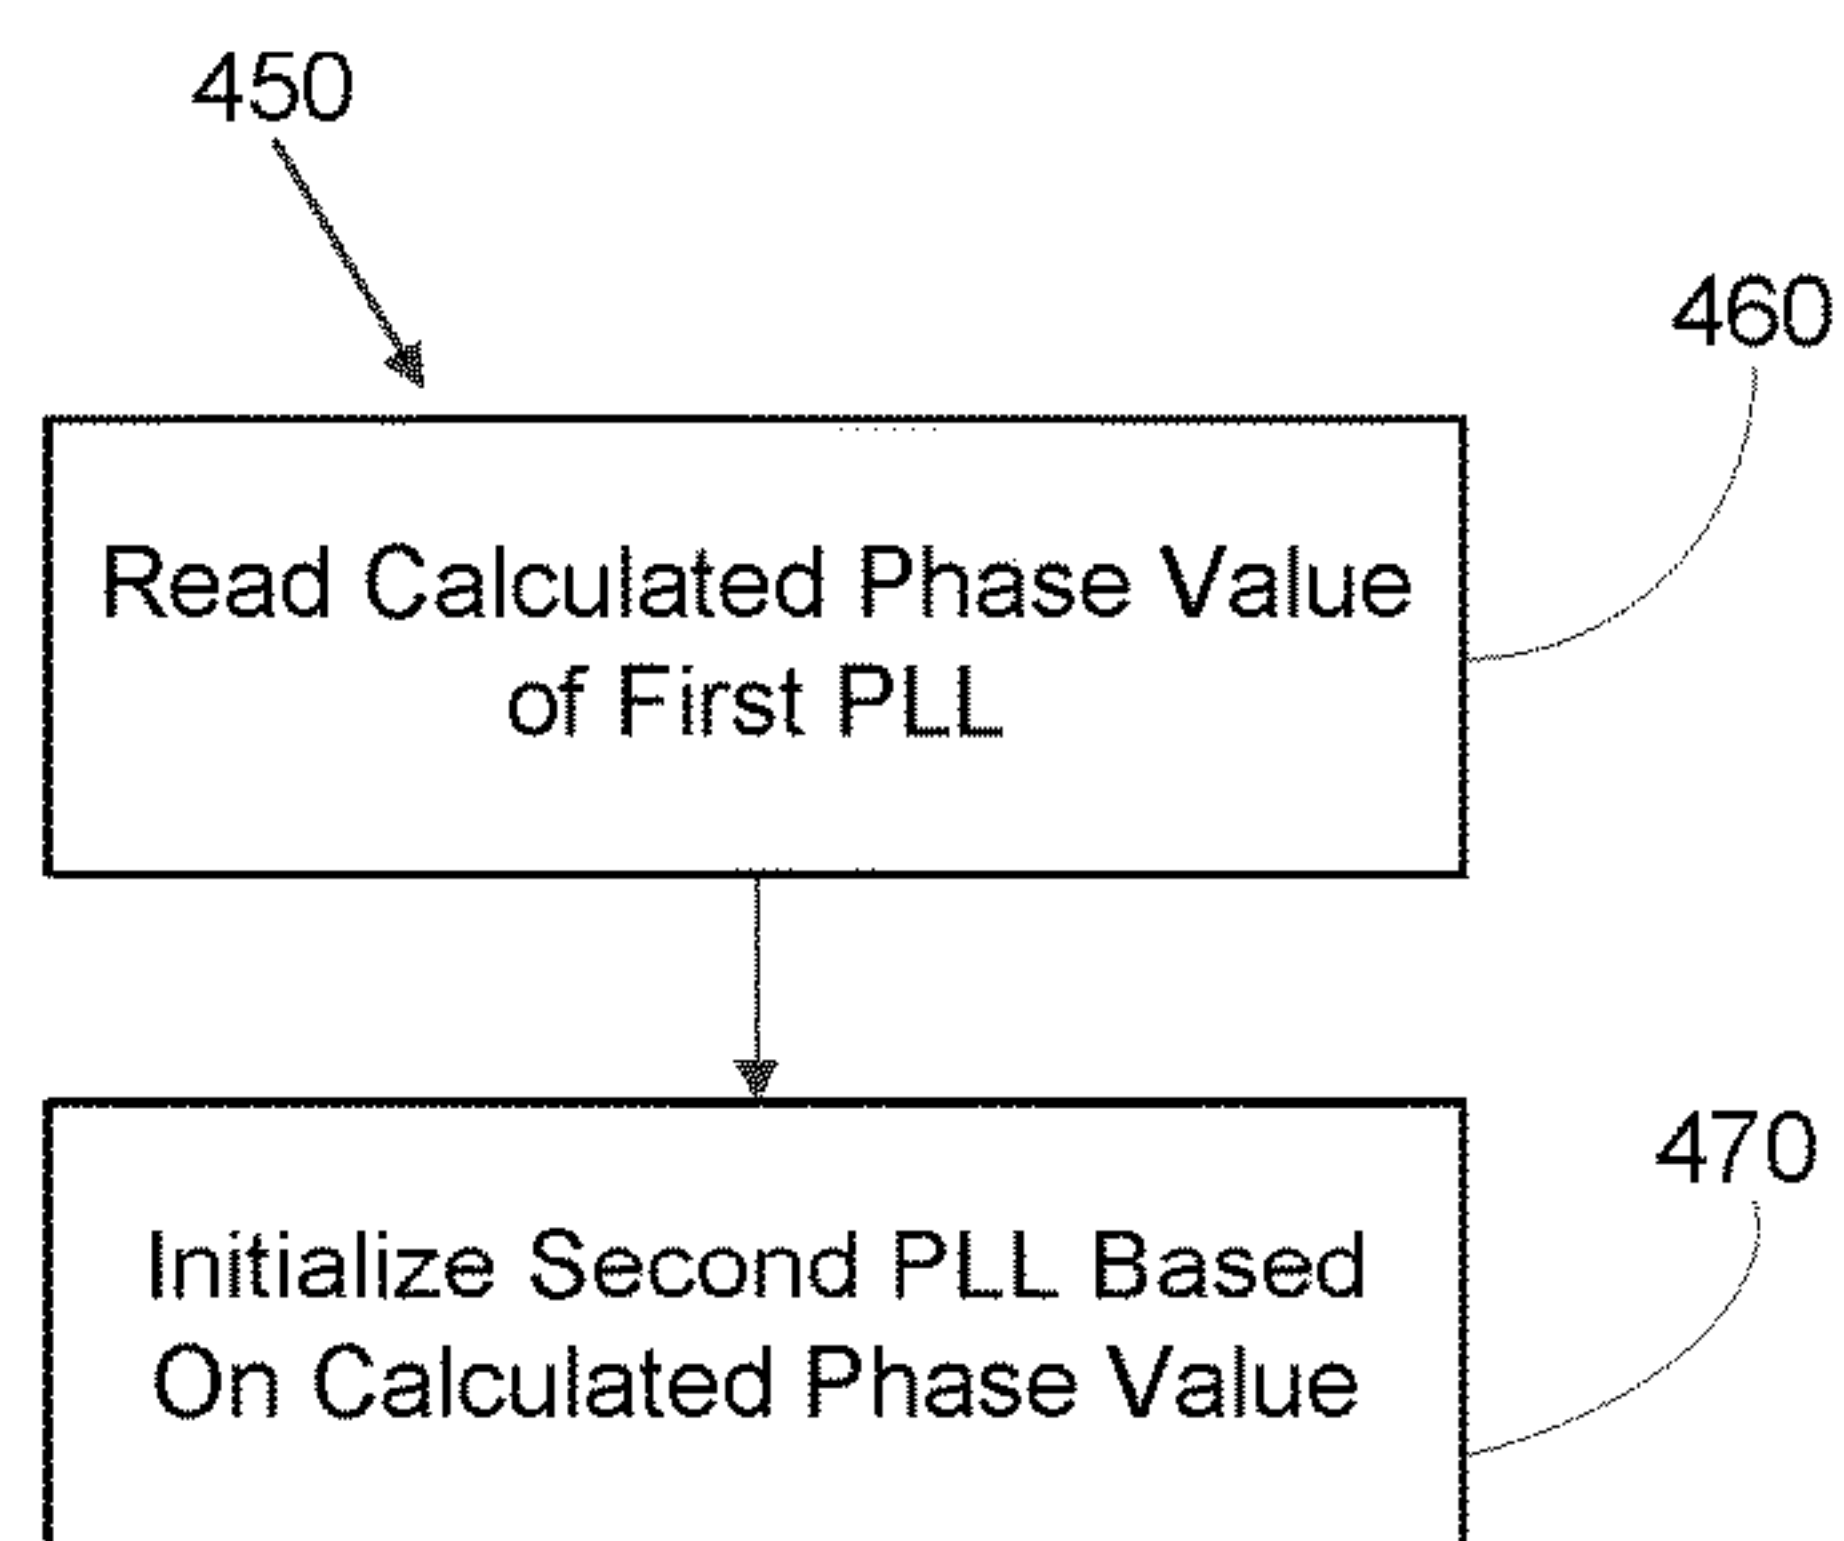 450
460
Read Calculated Phase Value
of First PLL
470
Initialize Second PLL Based
On Calculated Phase Value